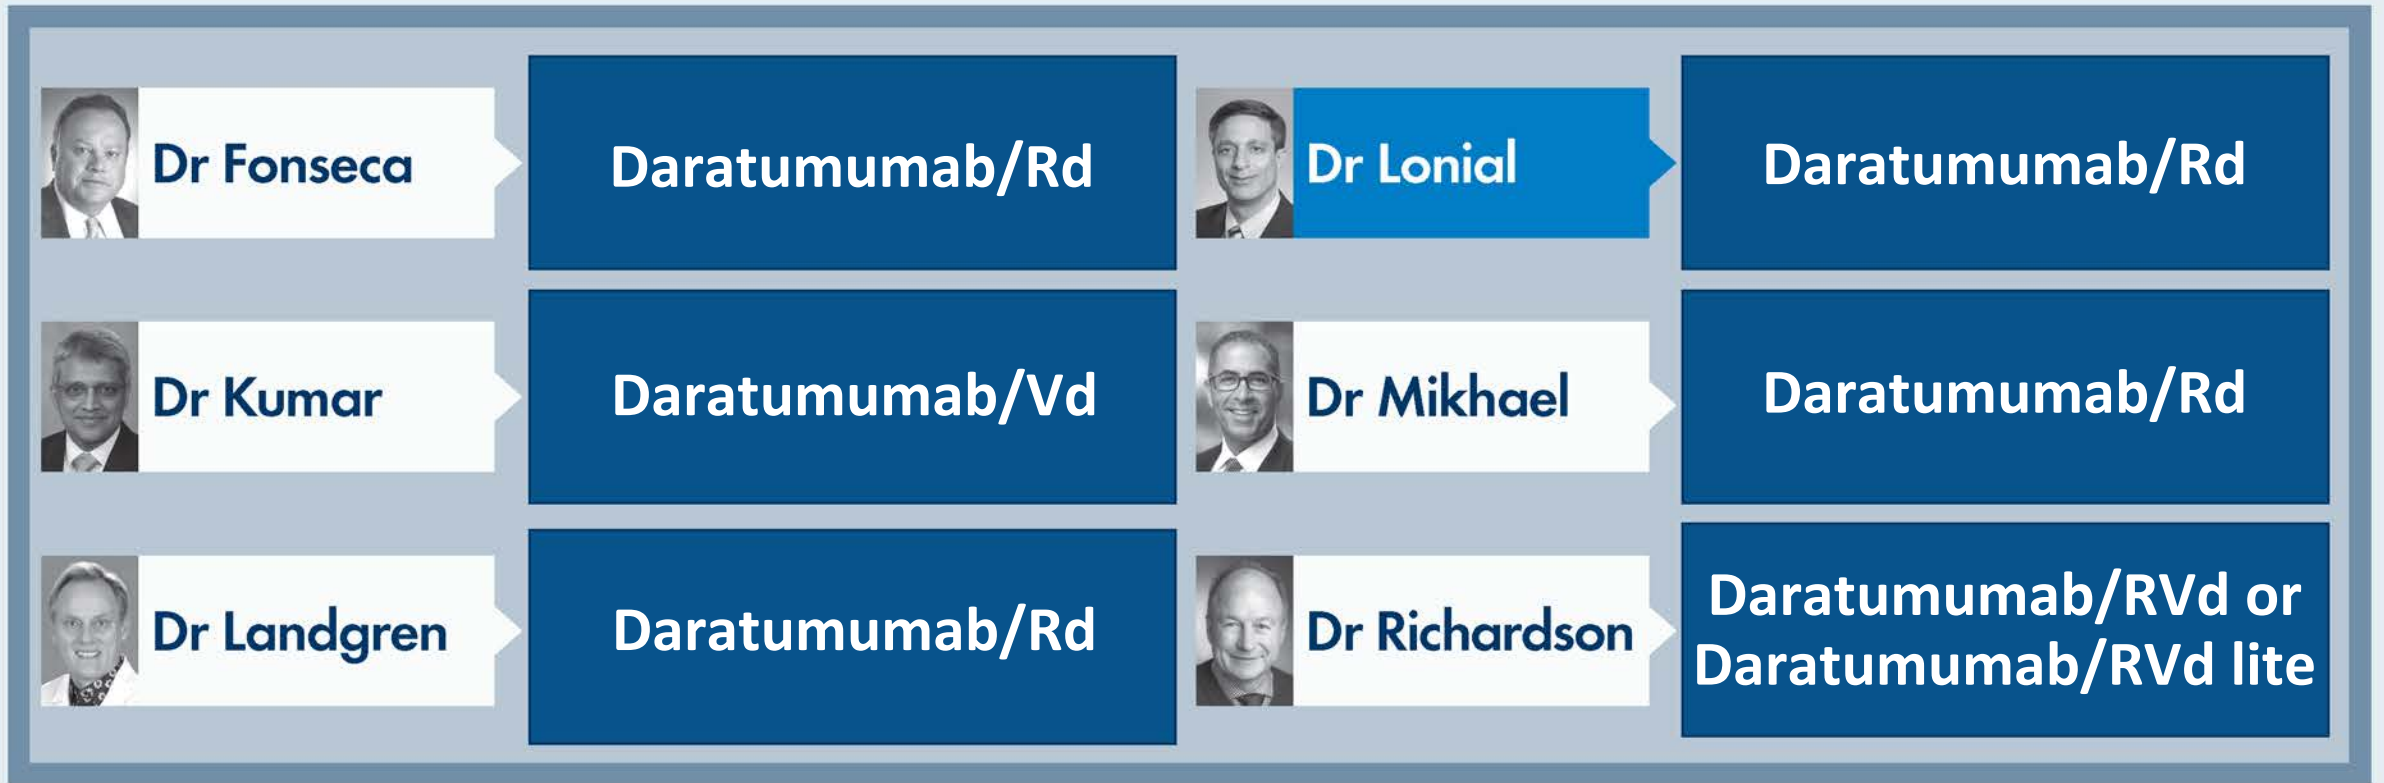 Dr Fonseca
Daratumumab/Rd
Dr Lonial
Daratumumab/Rd
Dr Kumar
Daratumumab/Vd
Dr Mikhael
Daratumumab/Rd
Dr Landgren
Daratumumab/Rd
Dr Richardson
Daratumumab/RVd or
Daratumumab/RVd lite